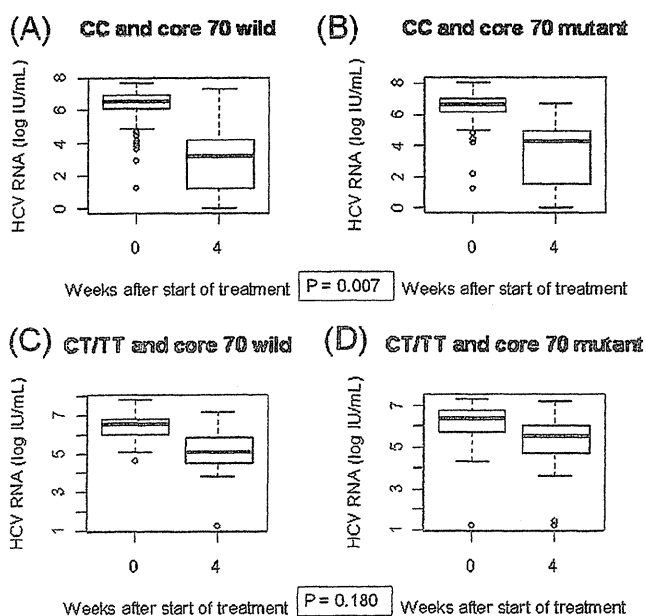 (A) CC and core 70 wild
(B) CC and core 70 mutant
HCV RNA (log IU/mL)
8
6
4
2
0
0 4
Weeks after start of treatment
HCV RNA (log IU/mL)
8
6
4
2
0
0 4
Weeks after start of treatment
P = 0.007
(C) CT/TT and core 70 wild
(D) CT/TT and core 70 mutant
HCV RNA (log IU/mL)
7
5
3
1
0 4
Weeks after start of treatment
HCV RNA (log IU/mL)
7
5
3
1
0 4
Weeks after start of treatment
P = 0.180